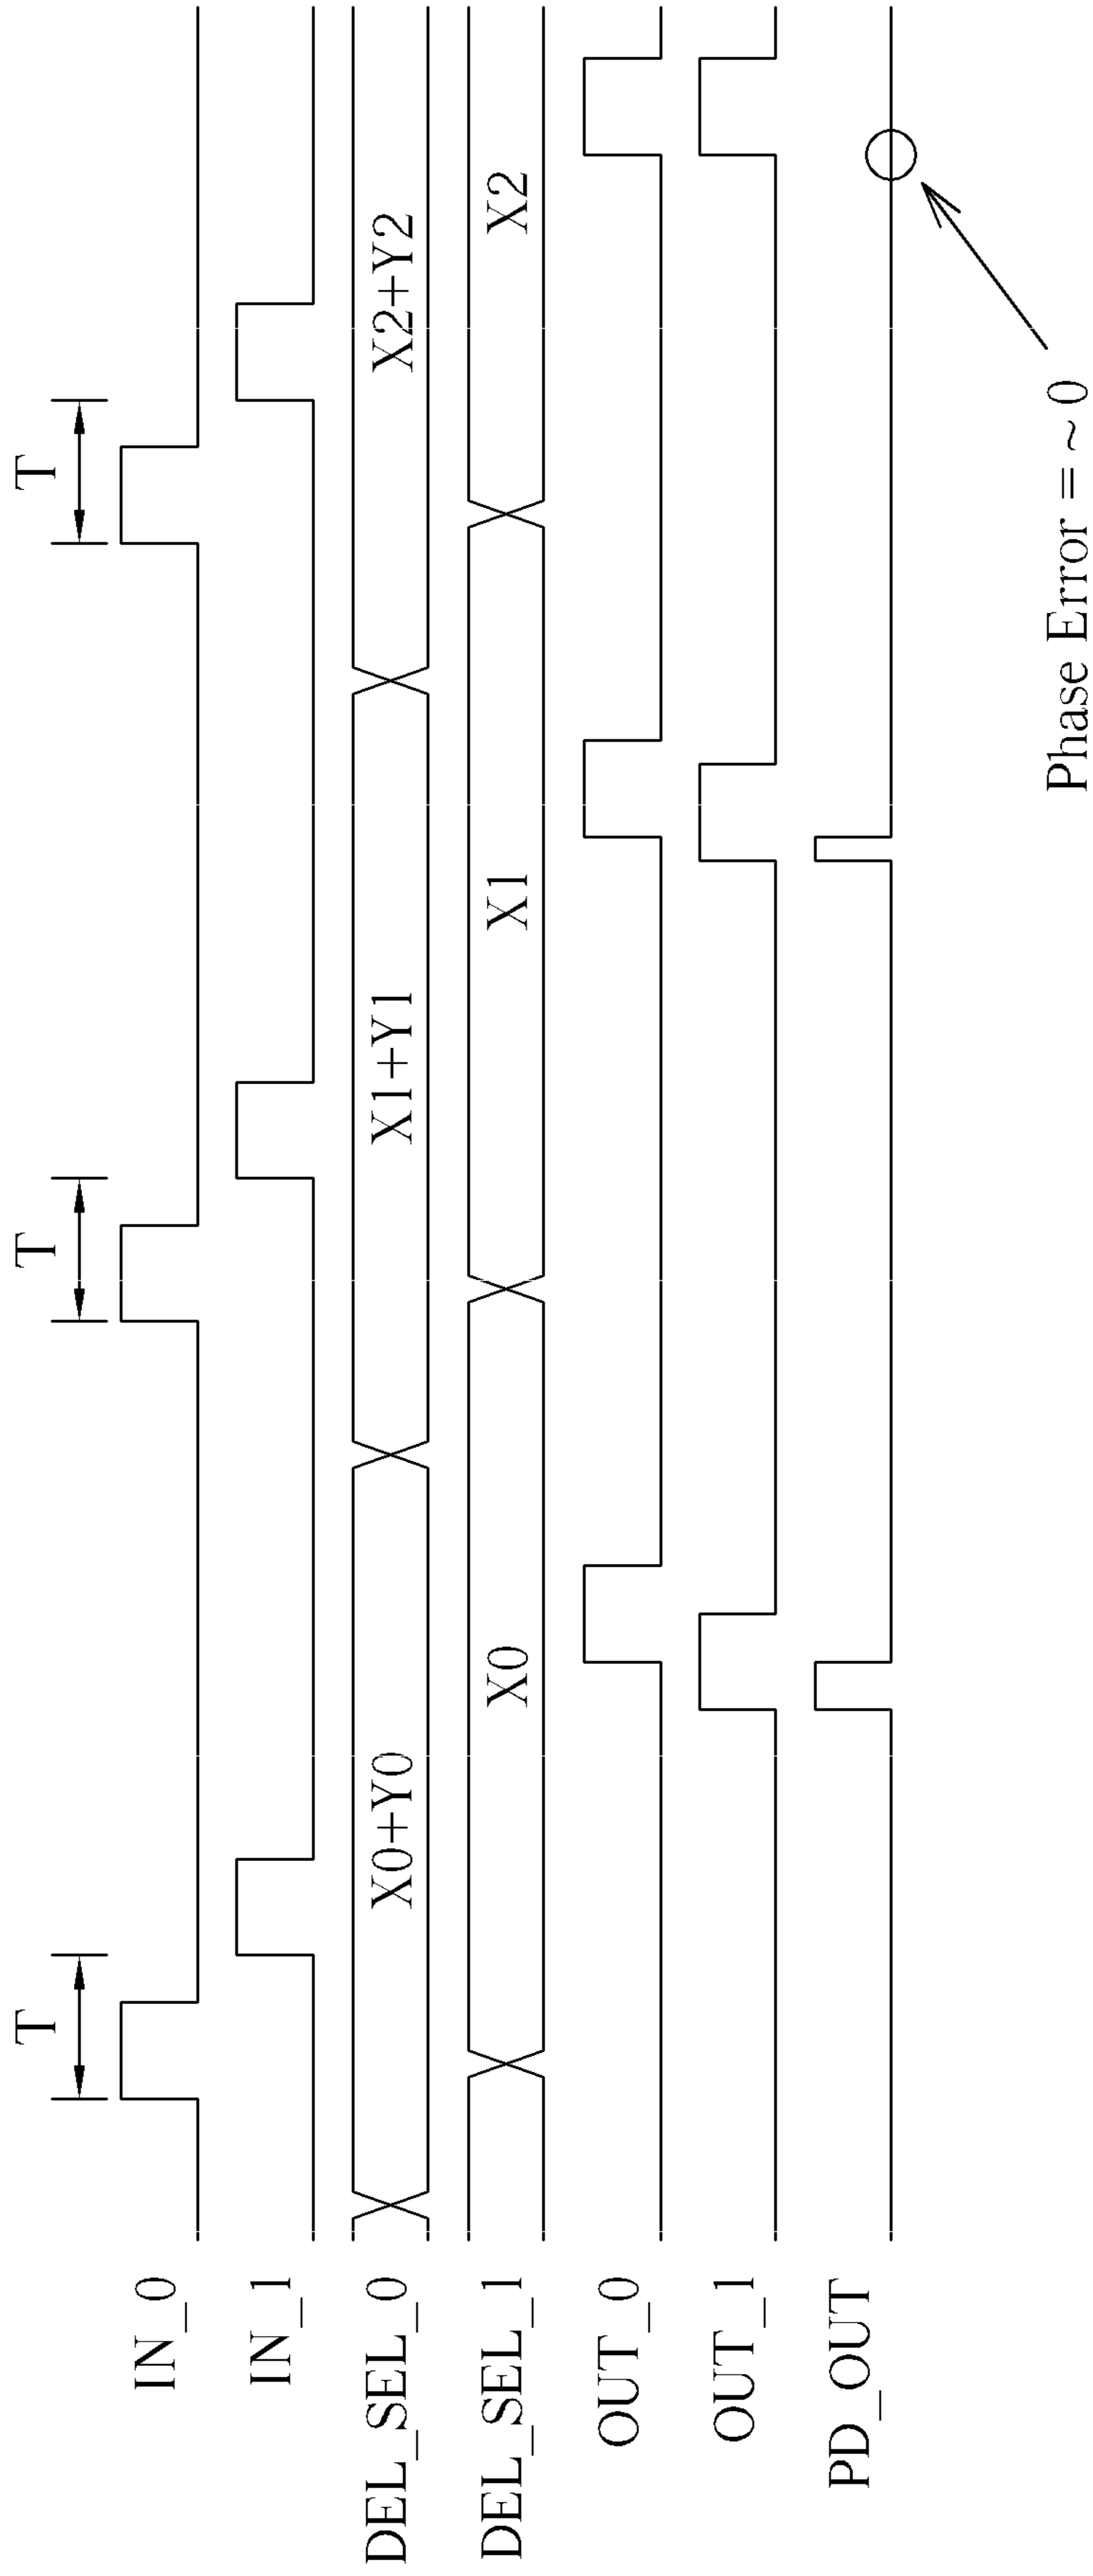 T
T
T
IN_0
IN_1
DEL_SEL_0
X0+Y0
X1+Y1
X2+Y2
DEL_SEL_1
X0
X1
X2
OUT_0
OUT_1
PD_OUT
Phase Error = ~ 0